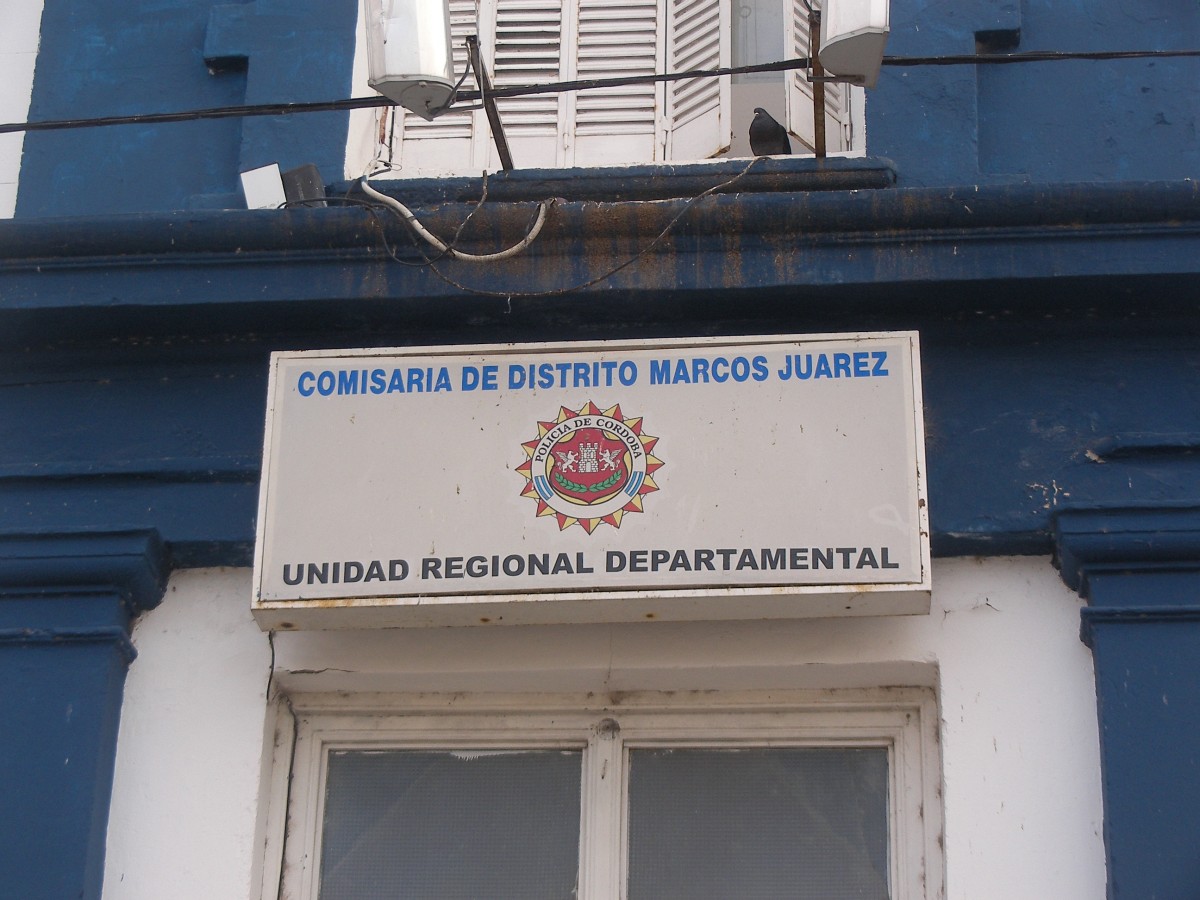 COMISARIA DE DISTRITO MARCOS JUAREZ
POLICIA DE CORDOBA
UNIDAD REGIONAL DEPARTAMENTAL